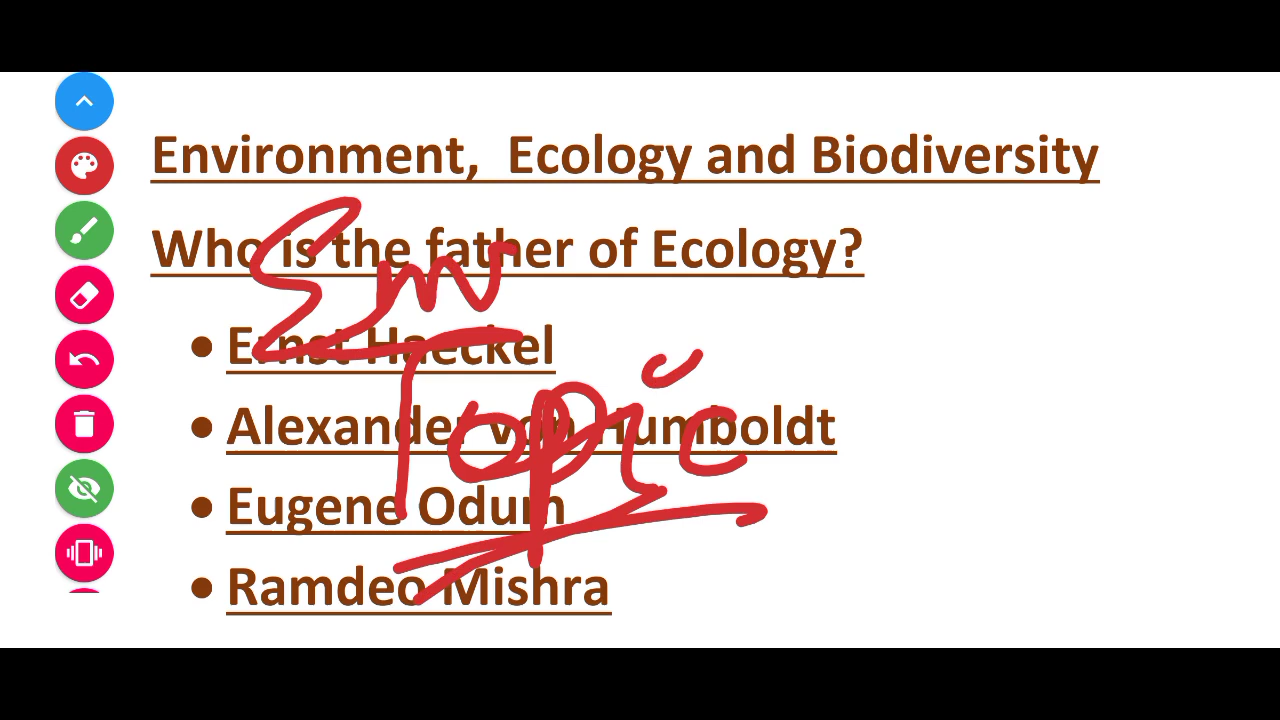 Environment, Ecology and Biodiversity
Who is the father of Ecology?
• Ernst Haeckel
• Alexander von Humboldt
• Eugene Odum
• Ramdeo Mishra
Topic